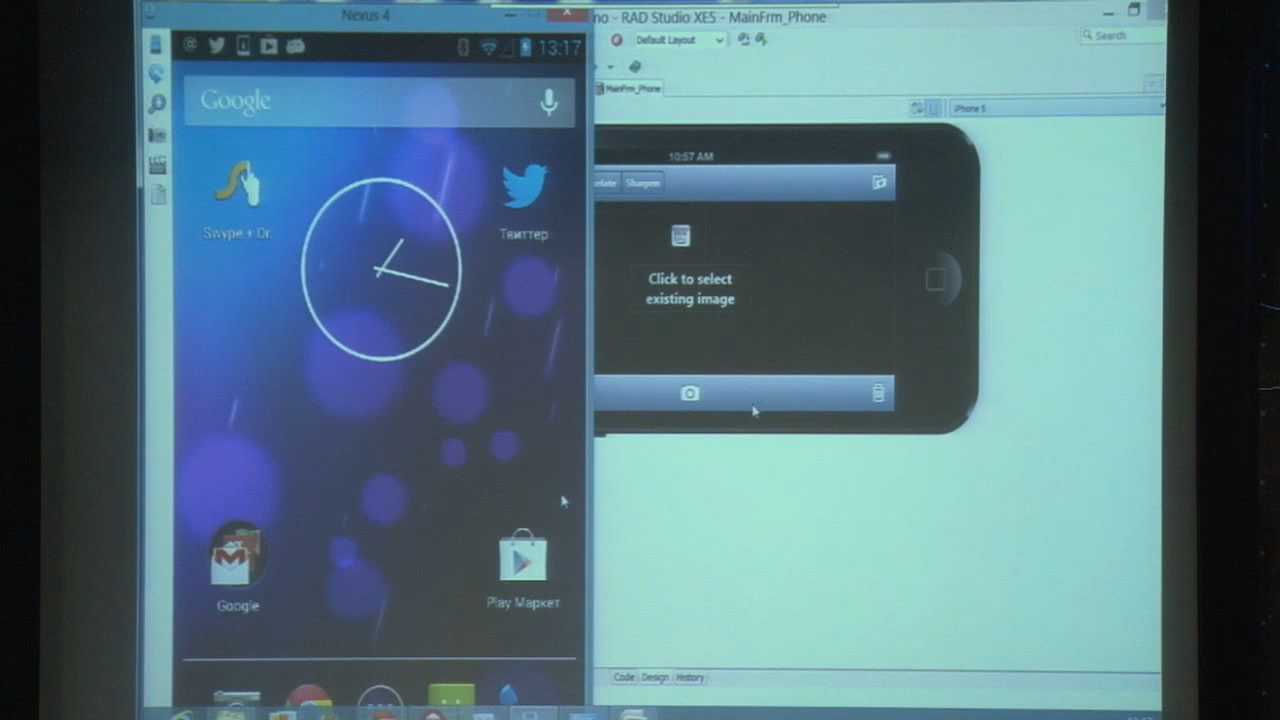 Nexus 4
no - RAD Studio XE5 - MainFrm_Phone
Default Layout
Search
13:17
MainFrm_Phone
Google
iPhone 5
10:57 AM
Sharpen
Swype + Dr.
Твиттер
Click to select
existing image
Google
Play Маркет
Code Design History